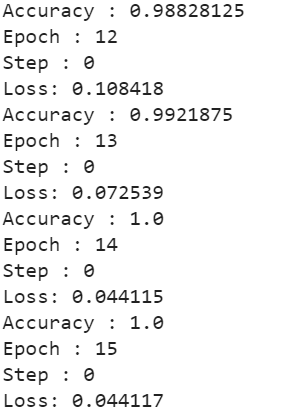 Accuracy : 0.98828125
Epoch : 12
Step : 0
Loss: 0.108418
Accuracy : 0.9921875
Epoch : 13
Step : 0
Loss: 0.072539
Accuracy : 1.0
Epoch : 14
Step : 0
Loss: 0.044115
Accuracy : 1.0
Epoch : 15
Step : 0
Loss: 0.044117